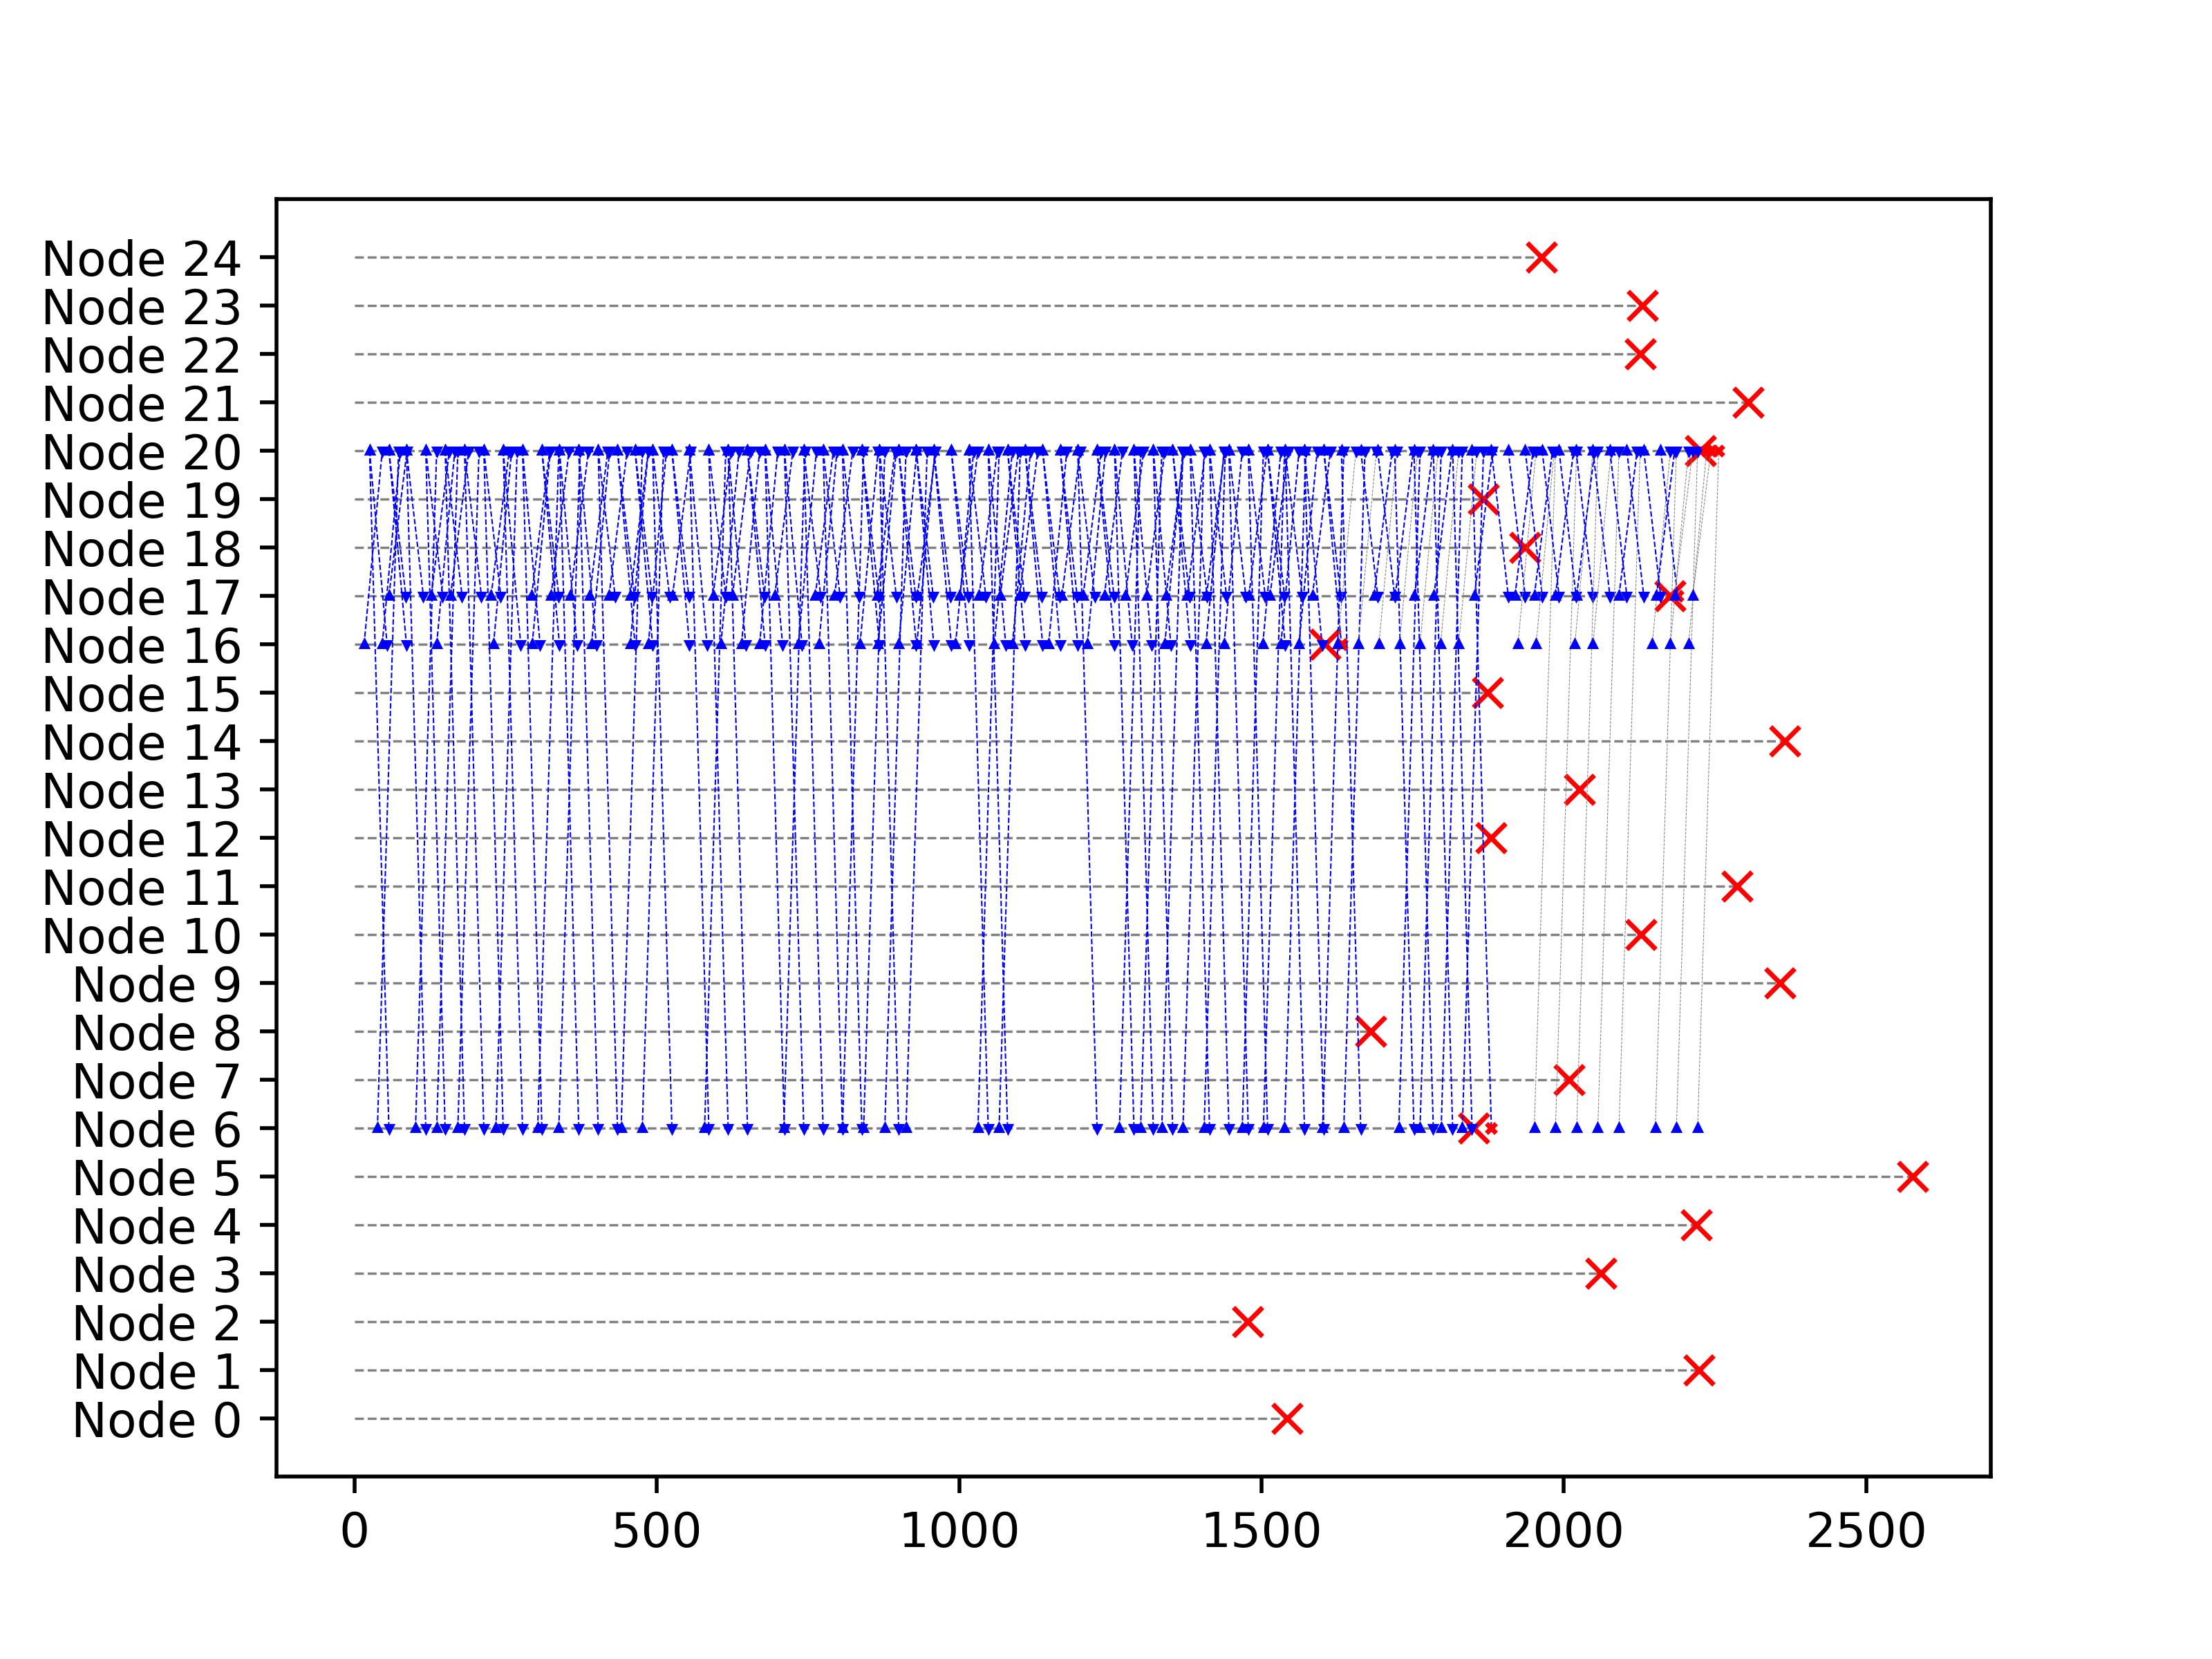 Node 24
Node 23
Node 22
Node 21
Node 20
Node 19
Node 18
Node 17
Node 16
Node 15
Node 14
Node 13
Node 12
Node 11
Node 10
Node 9
Node 8
Node 7
Node 6
Node 5
Node 4
Node 3
Node 2
Node 1
Node 0
0 500 1000 1500 2000 2500